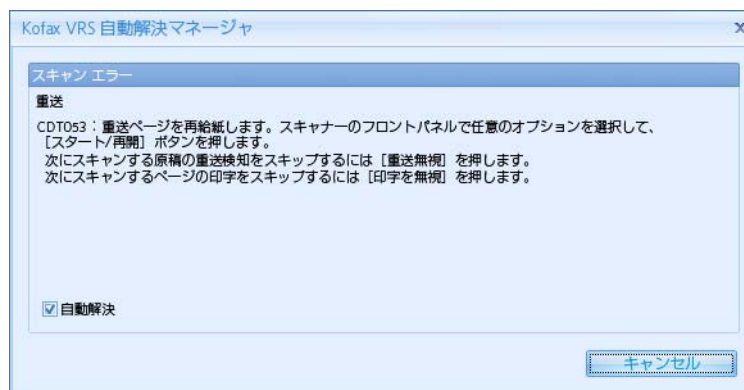 Kofax VRS 自動解決マネージャ
x
スキャン エラー
重送
CDT053：重送ページを再給紙します。スキャナーのフロントパネルで任意のオプションを選択して、
［スタート/再開］ボタンを押します。
次にスキャンする原稿の重送検知をスキップするには［重送無視］を押します。
次にスキャンするページの印字をスキップするには［印字を無視］を押します。
自動解決
キャンセル